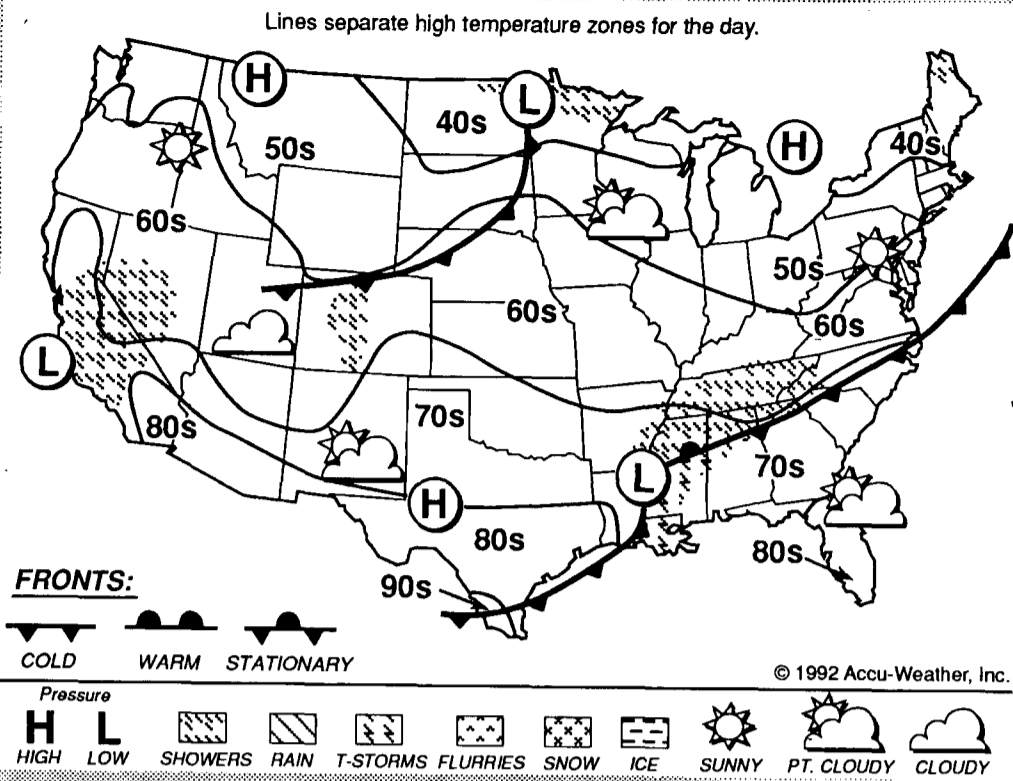 Lines separate high temperature zones for the day.
H
L
40s
H
40s
50s
60s
50s
60s
60s
L
80s
70s
70s
L
H
80s
80s
90s
FRONTS:
COLD WARM STATIONARY
© 1992 Accu-Weather, Inc.
Pressure
H L
HIGH LOW SHOWERS RAIN T-STORMS FLURRIES SNOW ICE SUNNY PT. CLOUDY CLOUDY